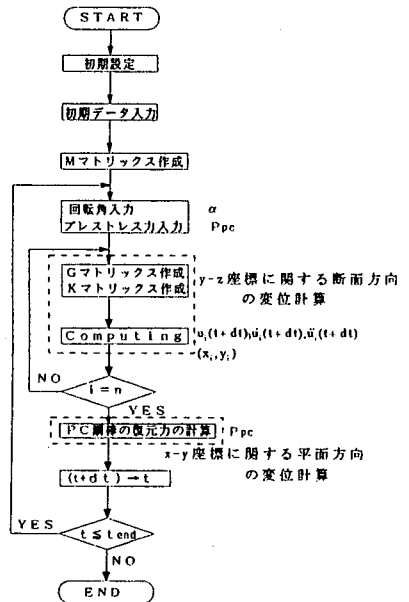 START
初期設定
初期データ入力
Mマトリックス作成
回転角入力 α
プレストレス力入力 Ppc
Gマトリックス作成
Kマトリックス作成
y-z座標に関する断面方向
の変位計算
Computing u̇ᵢ(t+dt),u̇ᵢ(t+dt),üᵢ(t+dt)
(xᵢ,yᵢ)
NO
i=n
YES
PC鋼棒の復元力の計算 Ppc
x-y座標に関する平面方向
の変位計算
(t+dt)→t
YES
t≦tend
NO
END